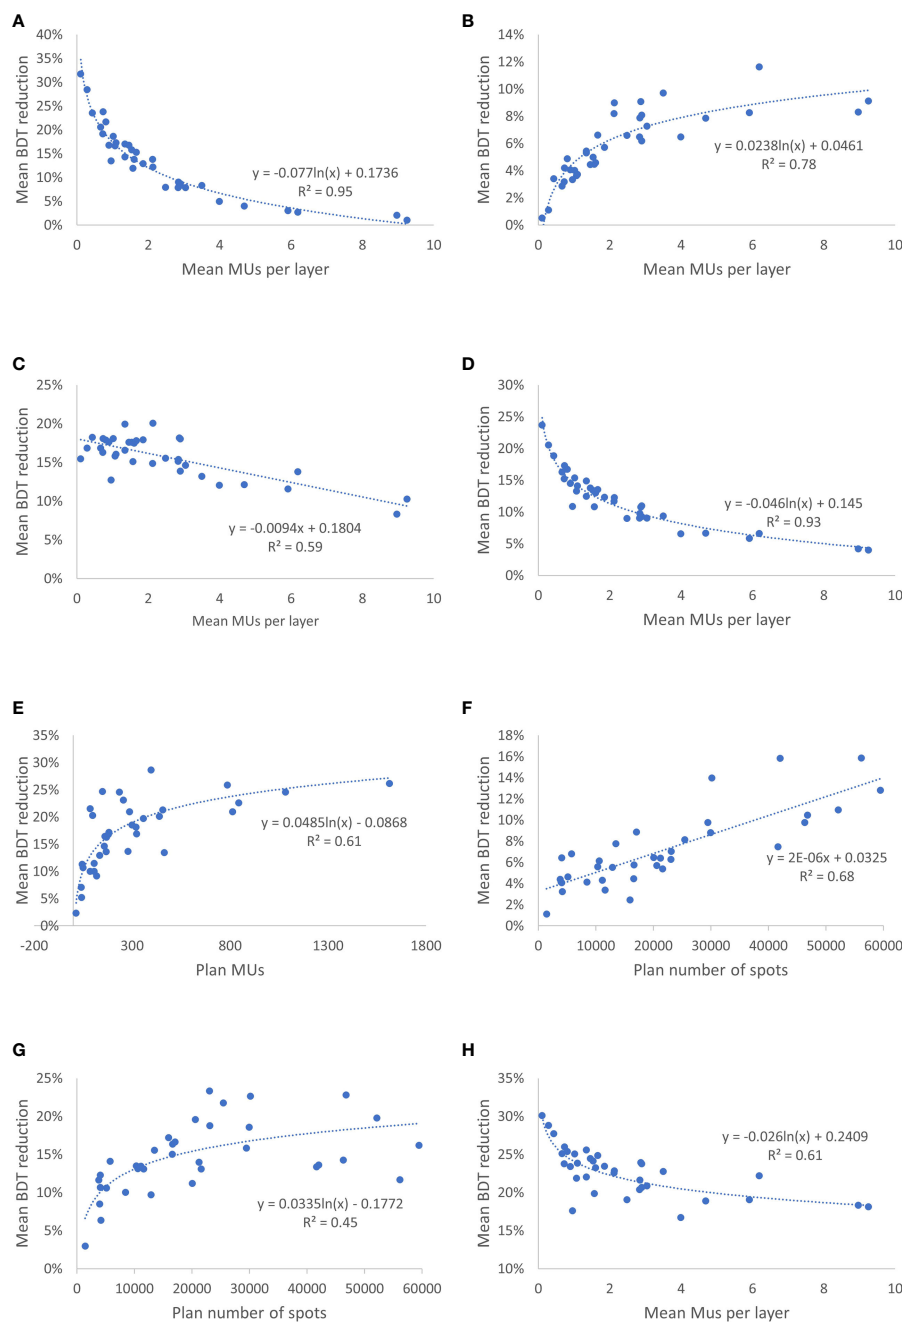 A
Mean BDT reduction
40%
35%
30%
25%
20%
15%
10%
5%
0%
y = -0.077ln(x) + 0.1736
R² = 0.95
0 2 4 6 8 10
Mean MUs per layer
B
Mean BDT reduction
14%
12%
10%
8%
6%
4%
2%
0%
y = 0.0238ln(x) + 0.0461
R² = 0.78
0 2 4 6 8 10
Mean MUs per layer
C
Mean BDT reduction
25%
20%
15%
10%
5%
0%
y = -0.0094x + 0.1804
R² = 0.59
0 2 4 6 8 10
Mean MUs per layer
D
Mean BDT reduction
30%
25%
20%
15%
10%
5%
0%
y = -0.046ln(x) + 0.145
R² = 0.93
0 2 4 6 8 10
Mean MUs per layer
E
Mean BDT reduction
35%
30%
25%
20%
15%
10%
5%
0%
y = 0.0485ln(x) - 0.0868
R² = 0.61
-200 300 800 1300 1800
Plan MUs
F
Mean BDT reduction
18%
16%
14%
12%
10%
8%
6%
4%
2%
0%
y = 2E-06x + 0.0325
R² = 0.68
0 10000 20000 30000 40000 50000 60000
Plan number of spots
G
Mean BDT reduction
25%
20%
15%
10%
5%
0%
y = 0.0335ln(x) - 0.1772
R² = 0.45
0 10000 20000 30000 40000 50000 60000
Plan number of spots
H
Mean BDT reduction
35%
30%
25%
20%
15%
10%
y = -0.026ln(x) + 0.2409
R² = 0.61
0 2 4 6 8 10
Mean Mus per layer